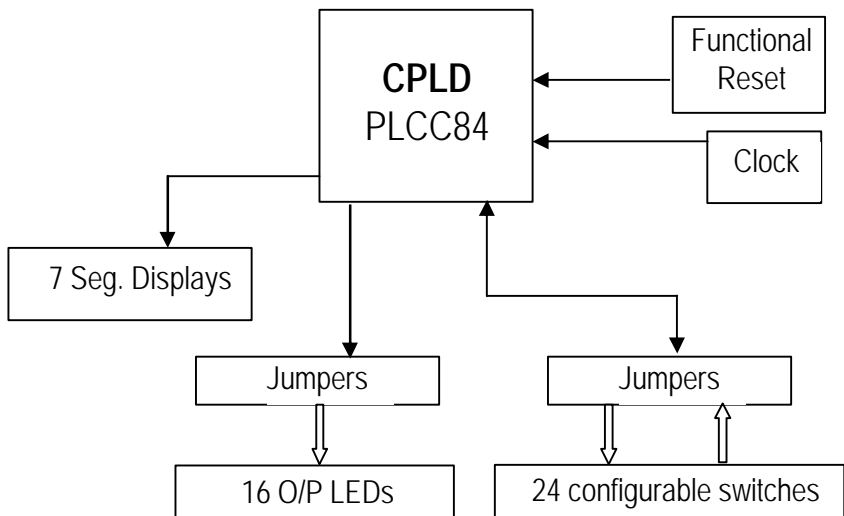 CPLD
PLCC84
Functional
Reset
Clock
7 Seg. Displays
Jumpers
Jumpers
16 O/P LEDs
24 configurable switches